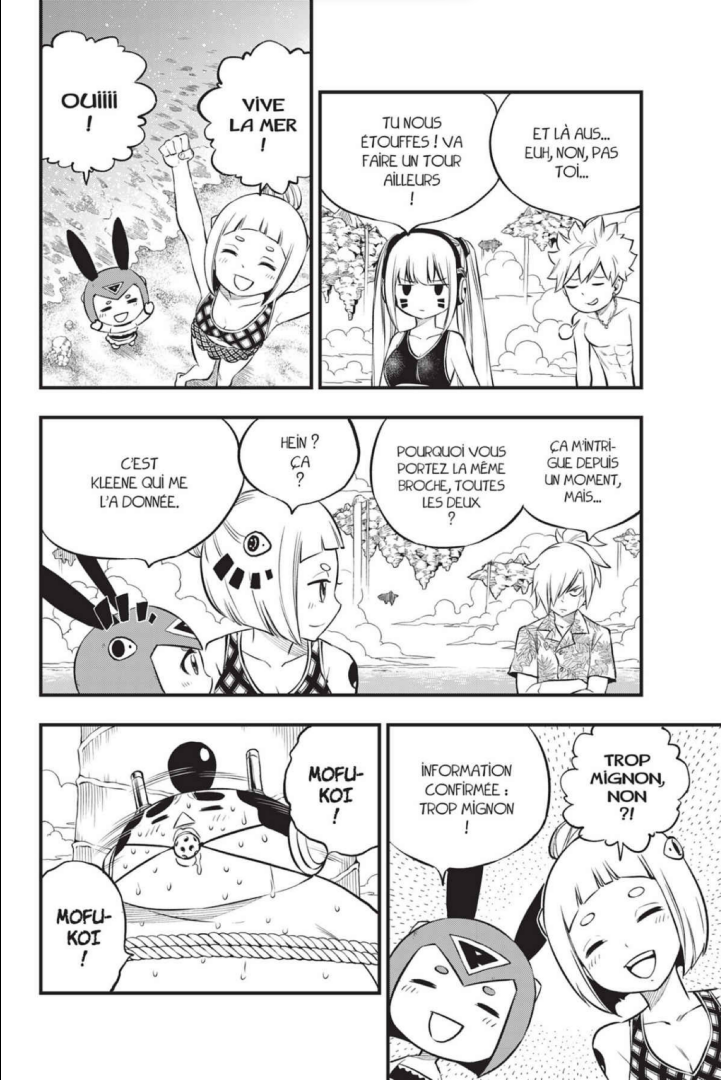 ET LÀ AUS...
EUH, NON, PAS
TOI...
TU NOUS
ÉTOUFFES ! VA
FAIRE UN TOUR
AILLEURS
!
VIVE
LA MER
!
OUIIII
!
ÇA M'INTRI-
GUE DEPUIS
UN MOMENT,
MAIS...
POURQUOI VOUS
PORTEZ LA MÊME
BROCHE, TOUTES
LES DEUX
?
HEIN ?
ÇA
?
C'EST
KLEENE QUI ME
L'A DONNÉE.
TROP
MIGNON,
NON
?!
INFORMATION
CONFIRMÉE :
TROP MIGNON
!
MOFU-
KOI
!
MOFU-
KOI
!